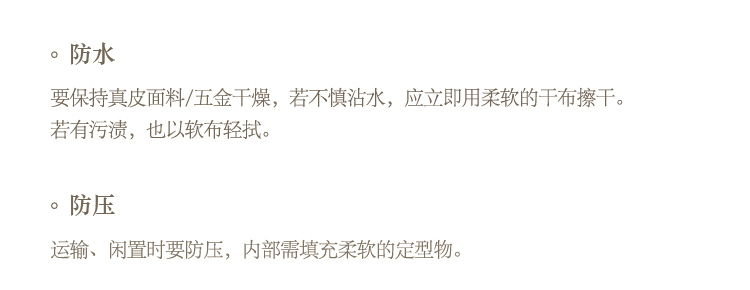 。防水
要保持真皮面料/五金干燥，若不慎沾水，应立即用柔软的干布擦干。
若有污渍，也以软布轻拭。
。防压
运输、闲置时要防压，内部需填充柔软的定型物。